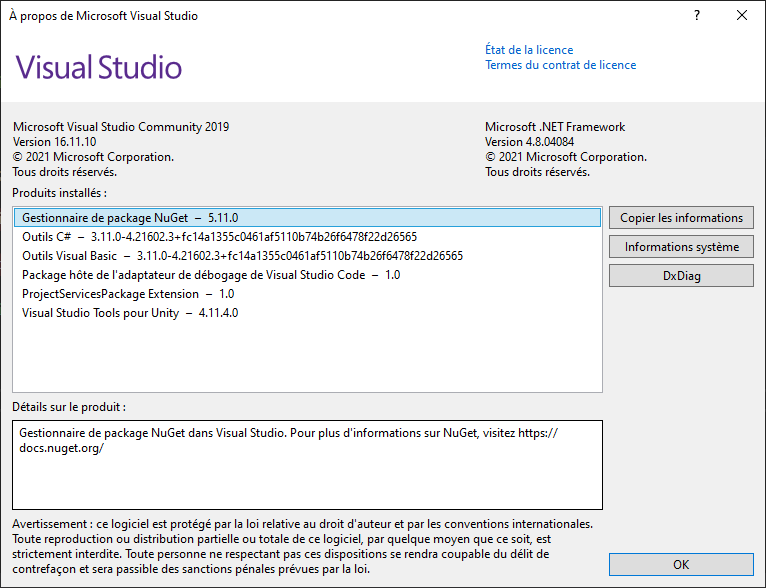 À propos de Microsoft Visual Studio
?
Visual Studio
État de la licence
Termes du contrat de licence
Microsoft Visual Studio Community 2019
Version 16.11.10
© 2021 Microsoft Corporation.
Tous droits réservés.
Microsoft .NET Framework
Version 4.8.04084
© 2021 Microsoft Corporation.
Tous droits réservés.
Produits installés :
Gestionnaire de package NuGet – 5.11.0
Outils C# – 3.11.0-4.21602.3+fc14a1355c0461af5110b74b26f6478f22d26565
Outils Visual Basic – 3.11.0-4.21602.3+fc14a1355c0461af5110b74b26f6478f22d26565
Package hôte de l'adaptateur de débogage de Visual Studio Code – 1.0
ProjectServicesPackage Extension – 1.0
Visual Studio Tools pour Unity – 4.11.4.0
Copier les informations
Informations système
DxDiag
Détails sur le produit :
Gestionnaire de package NuGet dans Visual Studio. Pour plus d'informations sur NuGet, visitez https://
docs.nuget.org/
Avertissement : ce logiciel est protégé par la loi relative au droit d'auteur et par les conventions internationales.
Toute reproduction ou distribution partielle ou totale de ce logiciel, par quelque moyen que ce soit, est
strictement interdite. Toute personne ne respectant pas ces dispositions se rendra coupable du délit de
contrefaçon et sera passible des sanctions pénales prévues par la loi.
OK